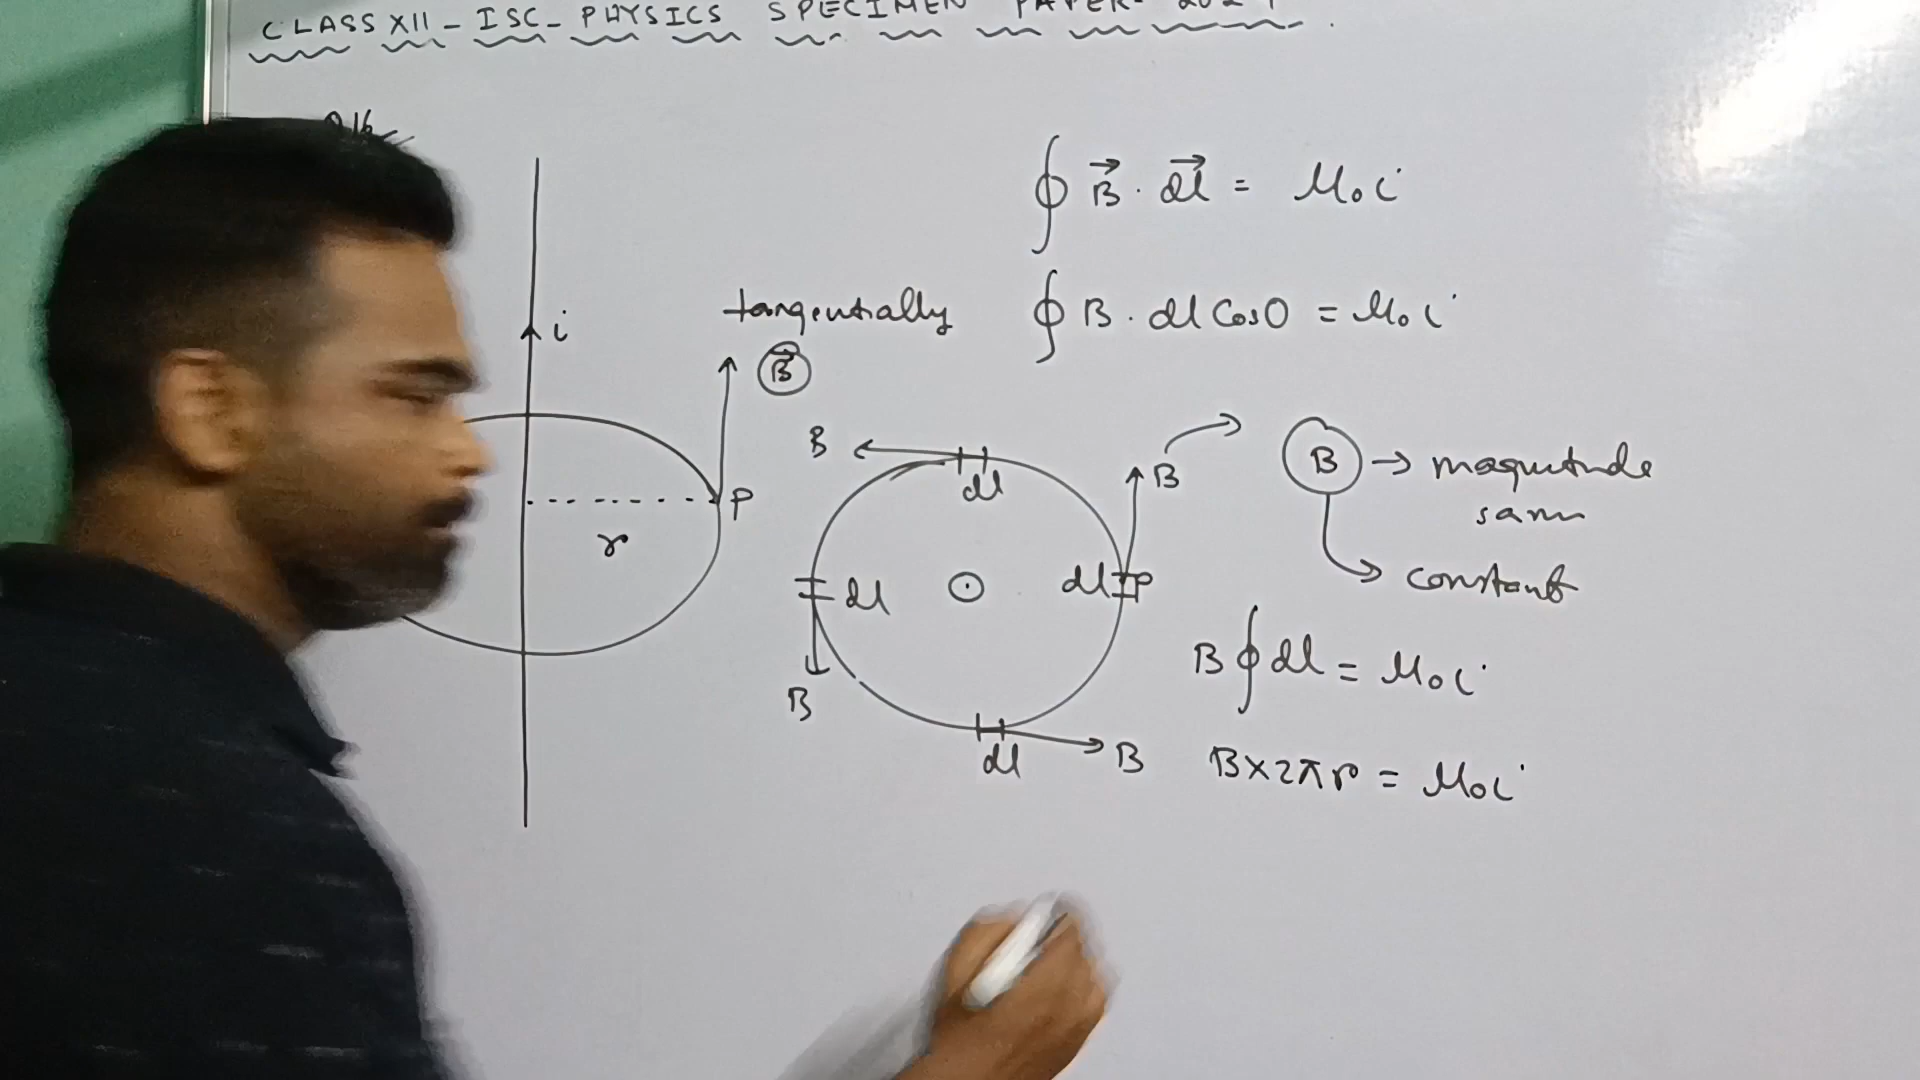 CLASS XII - ISC - PHYSICS SPECIMEN PAPER-
i
r
P
tangentially
B⃗
B
dl
dl
B
dl
B
dl P
B
⊙
∮ B⃗ · dl⃗ = μ₀i
∮ B · dl Cos0 = μ₀i
B → magnitude
same
constant
B ∮ dl = μ₀i
B×2πr = μ₀i